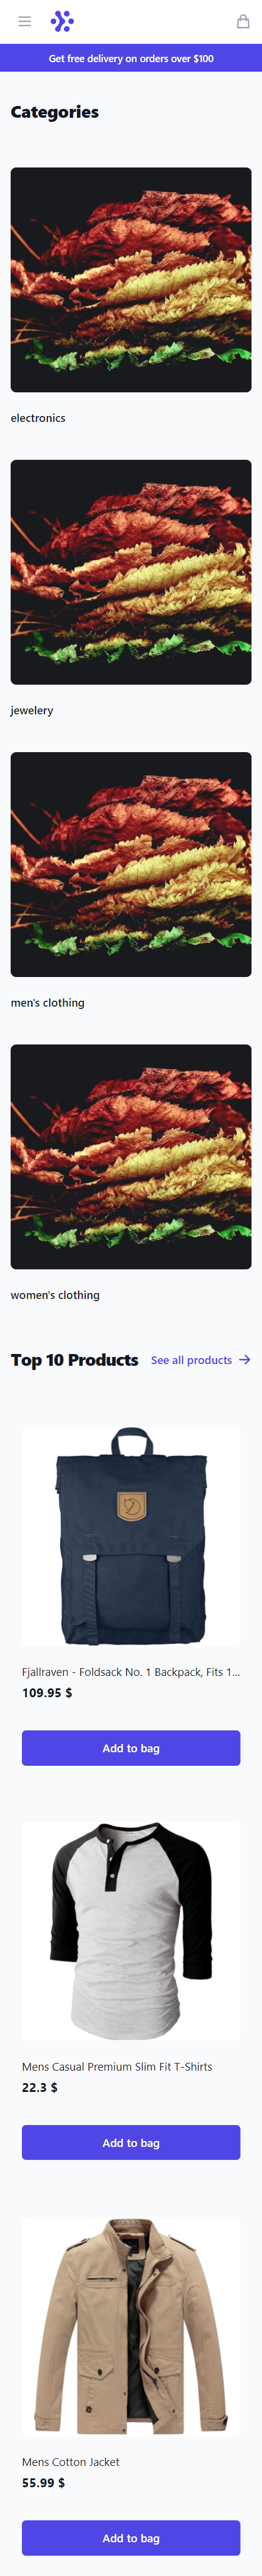 Get free delivery on orders over $100
Categories
electronics
jewelery
men's clothing
women's clothing
Top 10 Products
See all products
Fjallraven - Foldsack No. 1 Backpack, Fits 1...
109.95 $
Add to bag
Mens Casual Premium Slim Fit T-Shirts
22.3 $
Add to bag
Mens Cotton Jacket
55.99 $
Add to bag